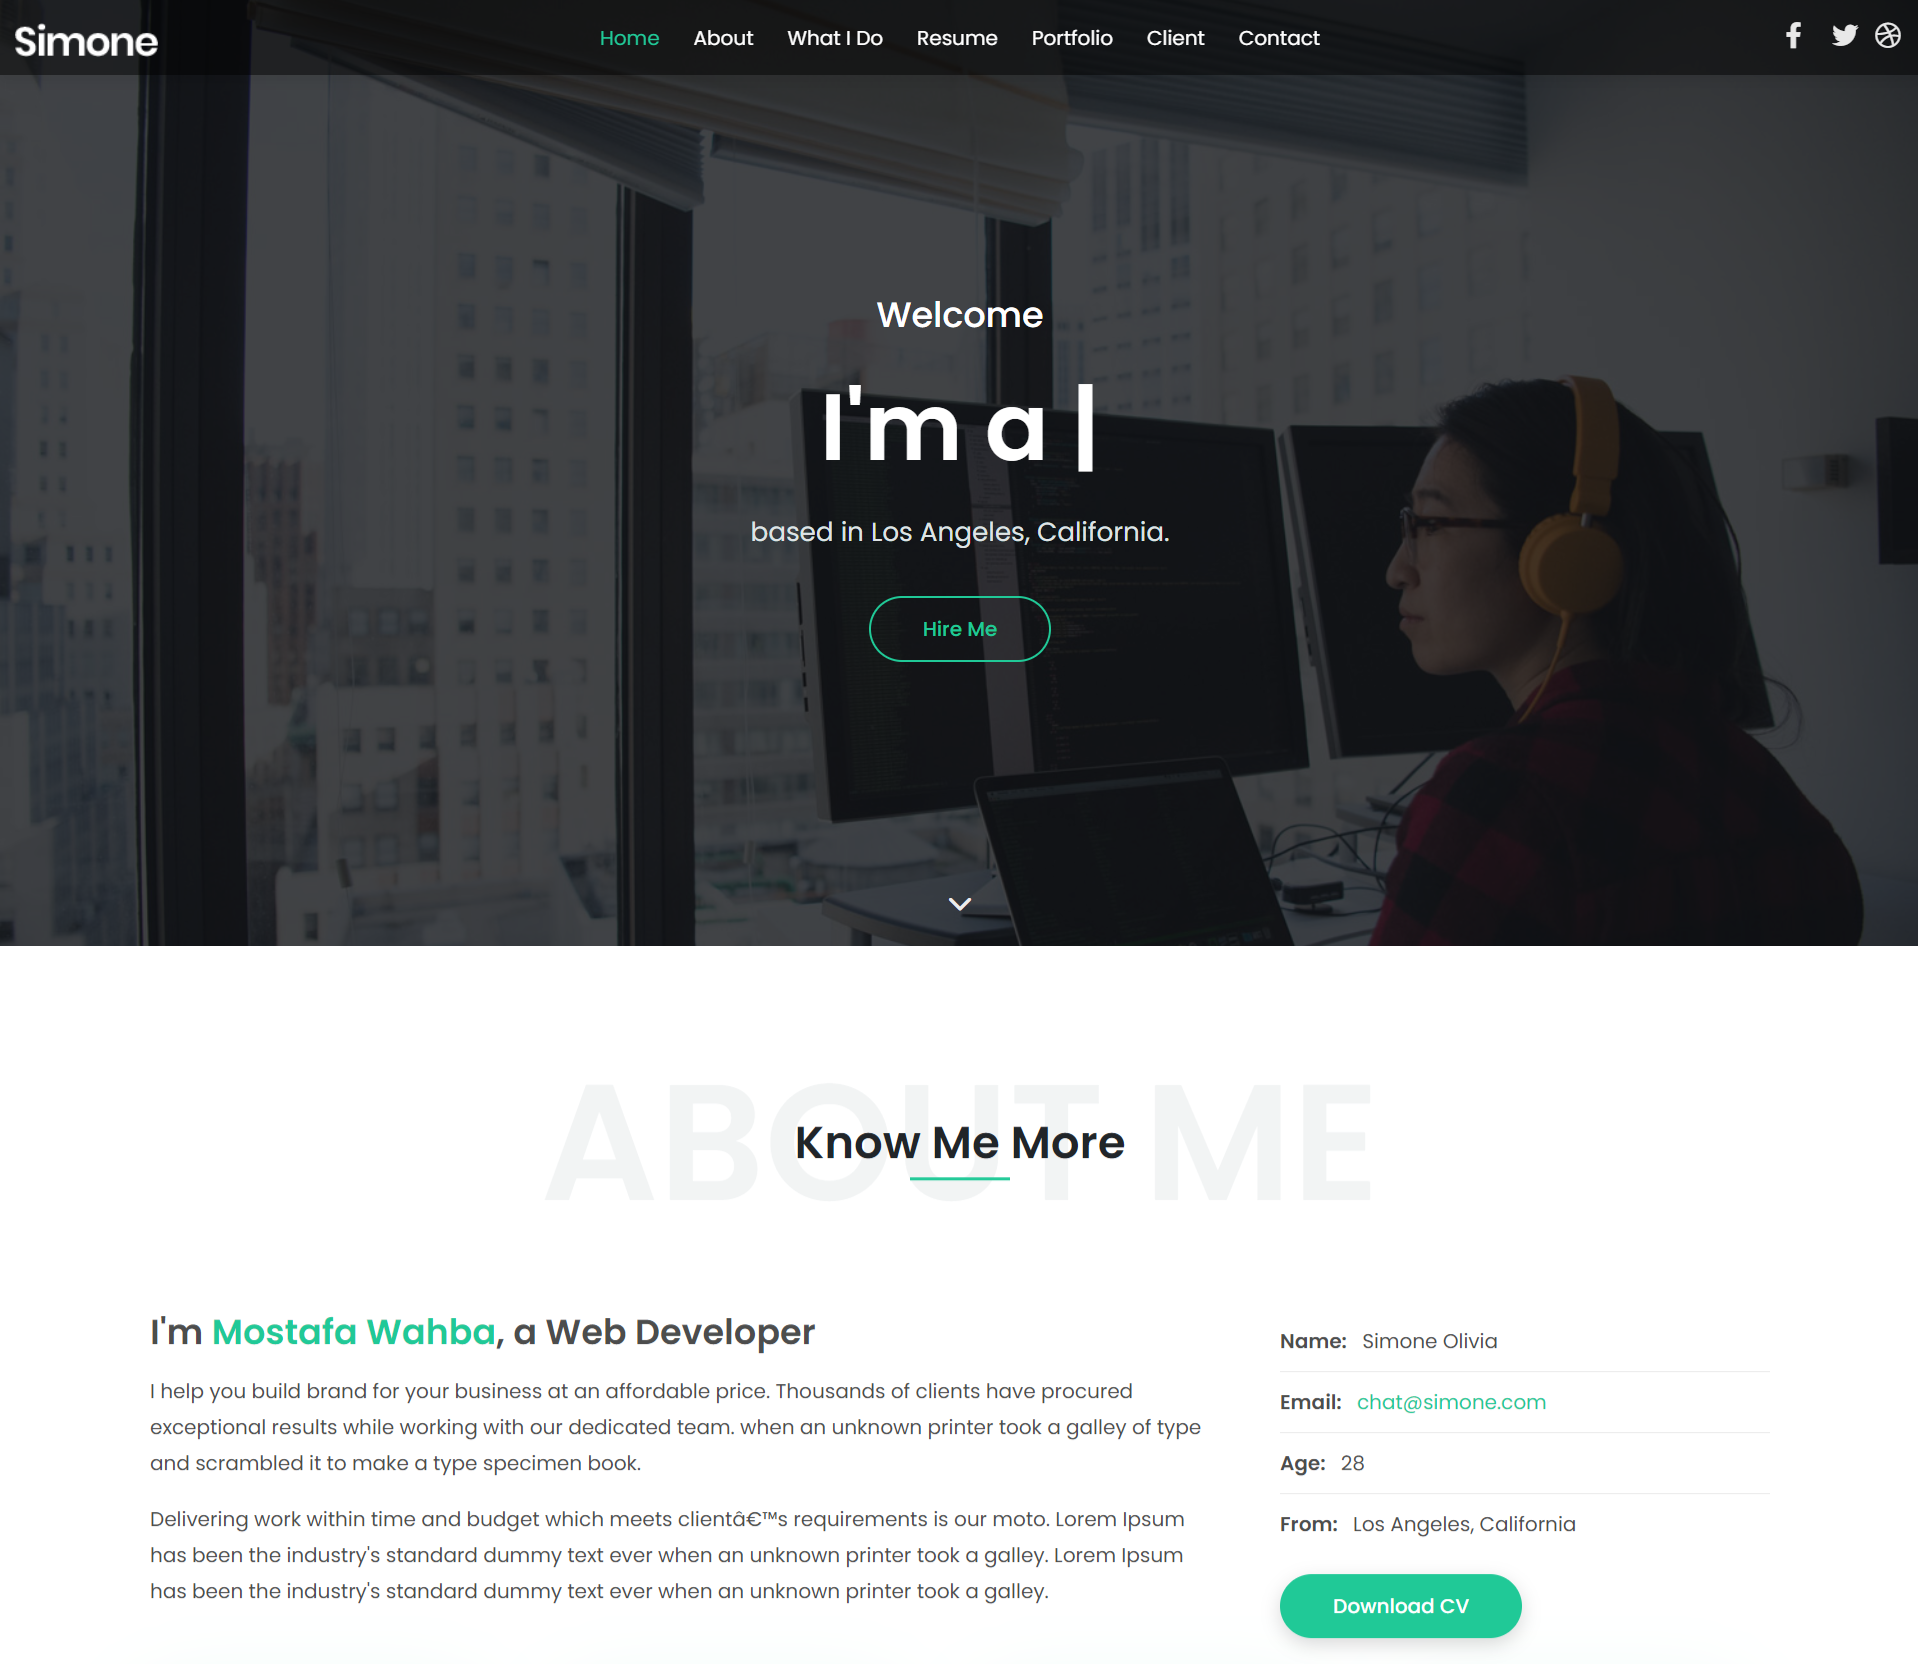 Simone
Home About What I Do Resume Portfolio Client Contact
Welcome
I'm a |
based in Los Angeles, California.
Hire Me
ABOUT ME
Know Me More
I'm Mostafa Wahba, a Web Developer
I help you build brand for your business at an affordable price. Thousands of clients have procured
exceptional results while working with our dedicated team. when an unknown printer took a galley of type
and scrambled it to make a type specimen book.
Delivering work within time and budget which meets clientâ€™s requirements is our moto. Lorem Ipsum
has been the industry's standard dummy text ever when an unknown printer took a galley. Lorem Ipsum
has been the industry's standard dummy text ever when an unknown printer took a galley.
Name: Simone Olivia
Email: chat@simone.com
Age: 28
From: Los Angeles, California
Download CV